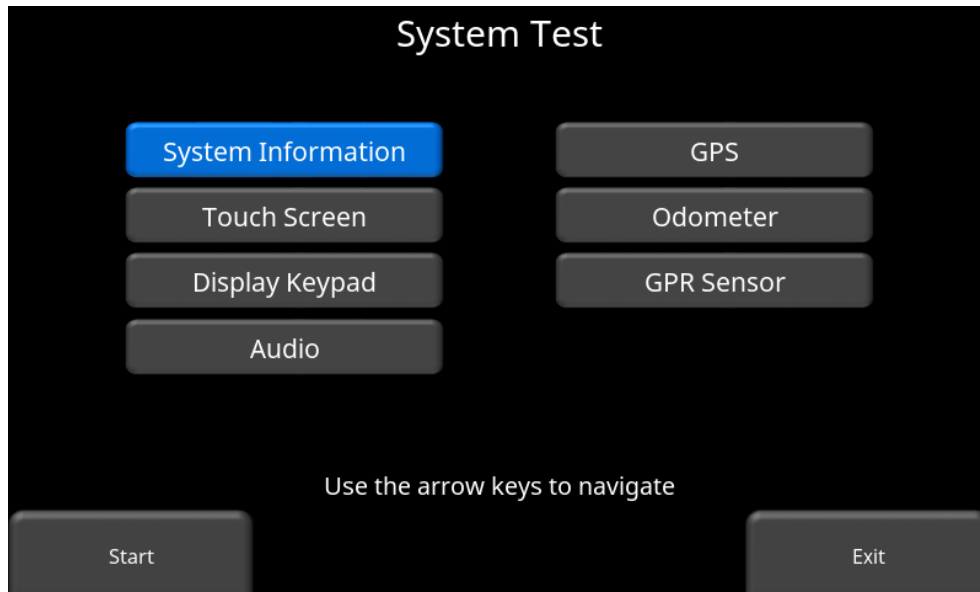 System Test
System Information
GPS
Touch Screen
Odometer
Display Keypad
GPR Sensor
Audio
Use the arrow keys to navigate
Start
Exit